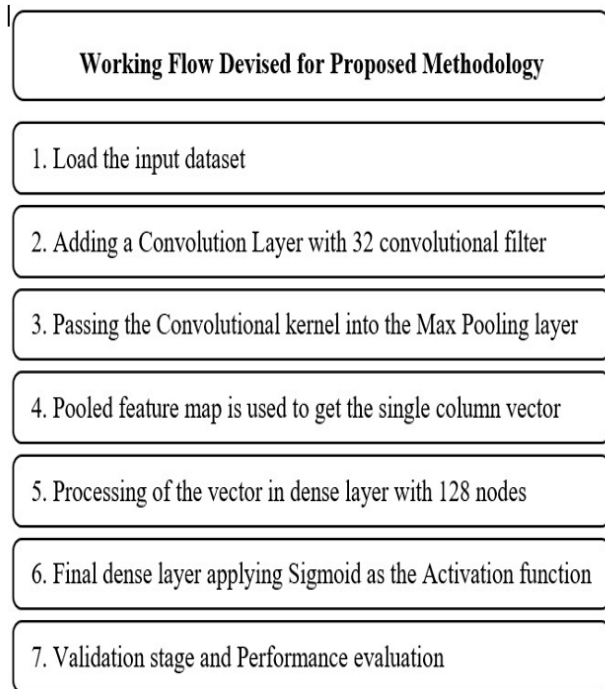 Working Flow Devised for Proposed Methodology
1. Load the input dataset
2. Adding a Convolution Layer with 32 convolutional filter
3. Passing the Convolutional kernel into the Max Pooling layer
4. Pooled feature map is used to get the single column vector
5. Processing of the vector in dense layer with 128 nodes
6. Final dense layer applying Sigmoid as the Activation function
7. Validation stage and Performance evaluation